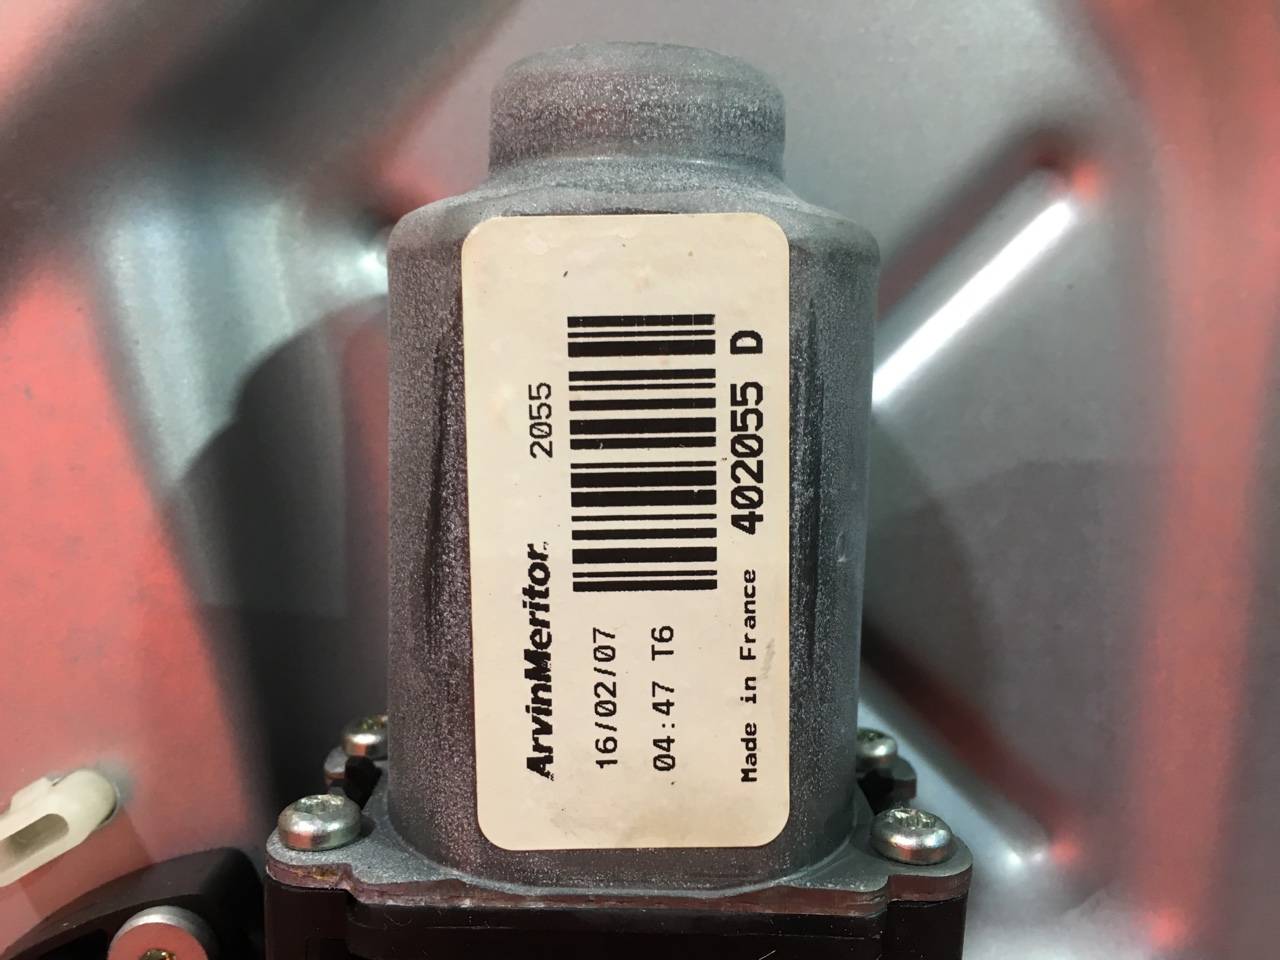 ArvinMeritor 2055
16/02/07
04:47 T6
Made in France 402055 D